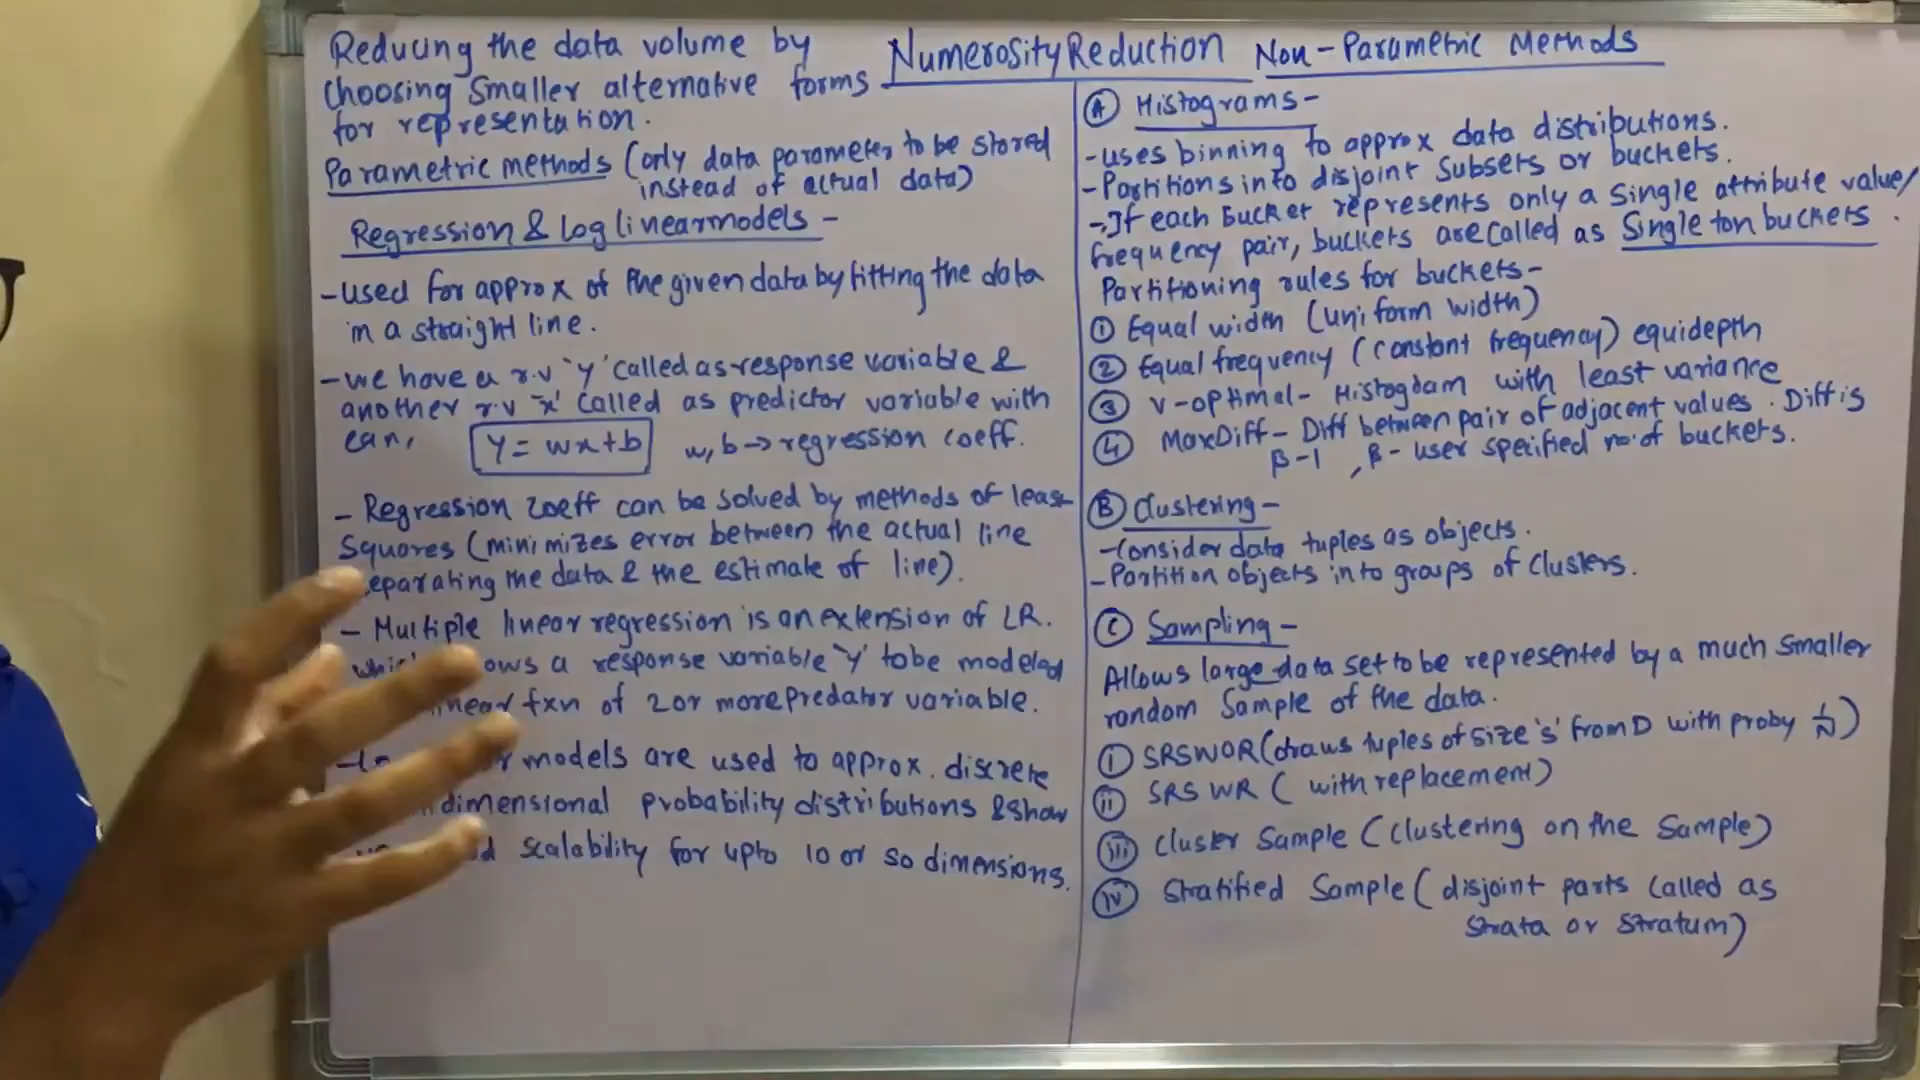 Reducing the data volume by
choosing smaller alternative forms
for representation.
Numerosity Reduction
Parametric methods (only data parameters to be stored
instead of actual data)
Regression & log linear models -
- used for approx of the given data by fitting the data
in a straight line.
- we have a r.v 'y' called as response variable &
another r.v 'x' called as predictor variable with
eqn,
y = wx+b
w, b → regression coeff.
- Regression coeff can be solved by methods of least
squares (minimizes error between the actual line
separating the data & the estimate of line).
- Multiple linear regression is an extension of LR.
a response variable 'y' to be modeled
fxn of 2 or more predator variable.
models are used to approx. discrete
dimensional probability distributions & show
scalability for upto 10 or so dimensions.
Non-Parametric Methods
(A) Histograms -
- uses binning to approx data distributions.
- Partitions into disjoint subsets or buckets.
- If each bucket represents only a single attribute value/
frequency pair, buckets are called as Singleton buckets.
Partitioning rules for buckets -
① Equal width (uniform width)
② Equal frequency (constant frequency) equidepth
③ V-optimal - Histogram with least variance
④ MaxDiff - Diff between pair of adjacent values. Diff is
β-1 , β - user specified no. of buckets.
(B) Clustering -
- Consider data tuples as objects.
- Partition objects into groups of clusters.
(C) Sampling -
Allows large data set to be represented by a much smaller
random sample of the data.
(i) SRSWOR (draws tuples of size 's' from D with proby 1/N)
(ii) SRSWR ( with replacement)
(iii) Cluster Sample (clustering on the sample)
(iv) Stratified Sample (disjoint parts called as
strata or stratum)